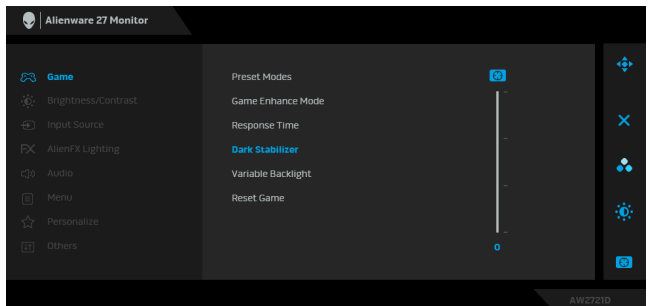 Alienware 27 Monitor
Game
Brightness/Contrast
Input Source
FX AlienFX Lighting
Audio
Menu
Personalize
Others
Preset Modes
Game Enhance Mode
Response Time
Dark Stabilizer
Variable Backlight
Reset Game
0
AW2721D